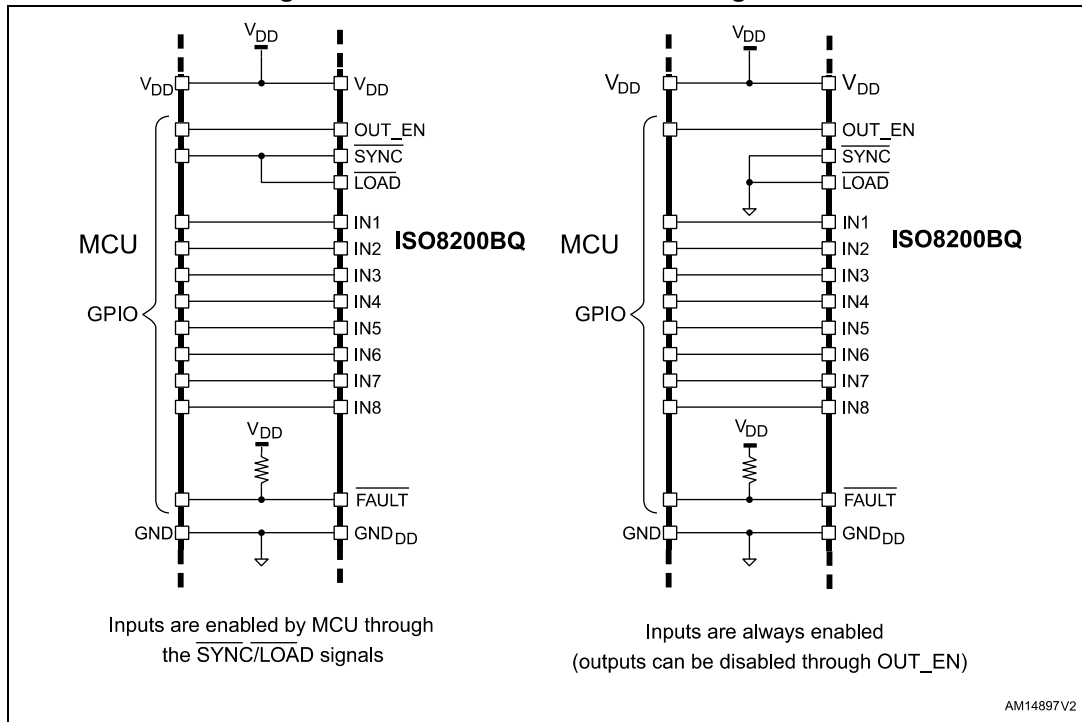 V_DD
V_DD V_DD
OUT_EN
SYNC
LOAD
IN1
IN2
IN3
IN4
IN5
IN6
IN7
IN8
MCU
ISO8200BQ
GPIO
V_DD
FAULT
GND GND_DD
Inputs are enabled by MCU through
the SYNC/LOAD signals
V_DD
V_DD V_DD
OUT_EN
SYNC
LOAD
IN1
IN2
IN3
IN4
IN5
IN6
IN7
IN8
MCU
ISO8200BQ
GPIO
V_DD
FAULT
GND GND_DD
Inputs are always enabled
(outputs can be disabled through OUT_EN)
AM14897V2